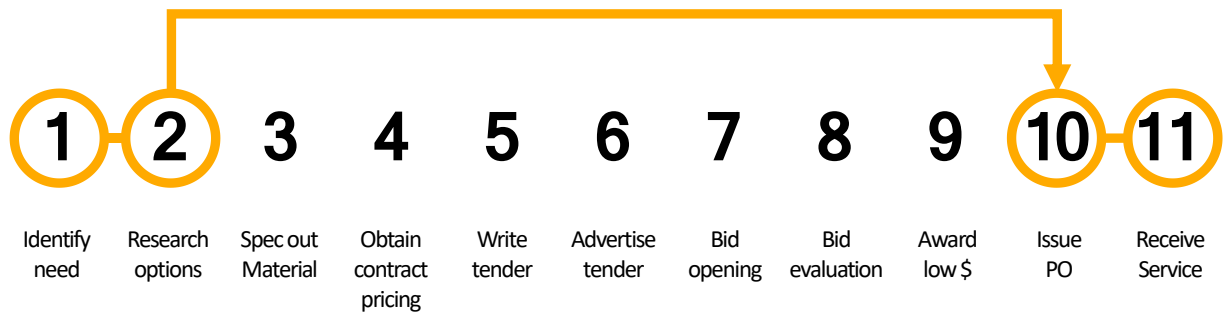 1 2 3 4 5 6 7 8 9 10 11
Identify need
Research options
Spec out Material
Obtain contract pricing
Write tender
Advertise tender
Bid opening
Bid evaluation
Award low $
Issue PO
Receive Service